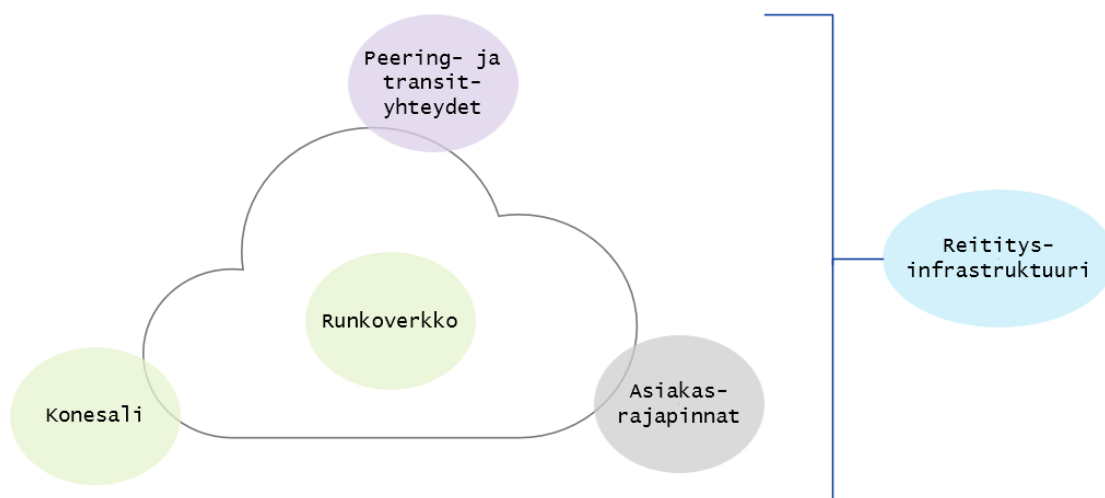 Peering- ja
transit-
yhteydet
Reititys-
infrastruktuuri
Runkoverkko
Konesali
Asiakas-
rajapinnat